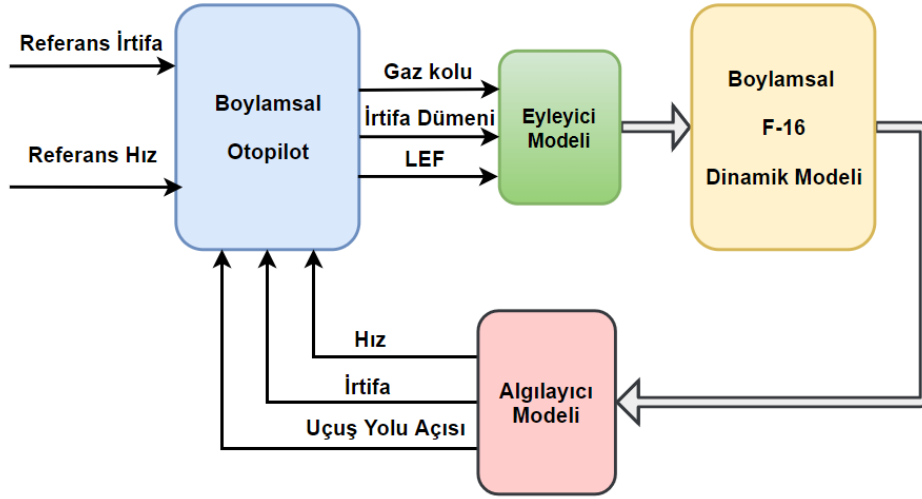 Referans İrtifa
Referans Hız
Boylamsal
Otopilot
Gaz kolu
İrtifa Dümeni
LEF
Eyleyici
Modeli
Boylamsal
F-16
Dinamik Modeli
Hız
İrtifa
Uçuş Yolu Açısı
Algılayıcı
Modeli